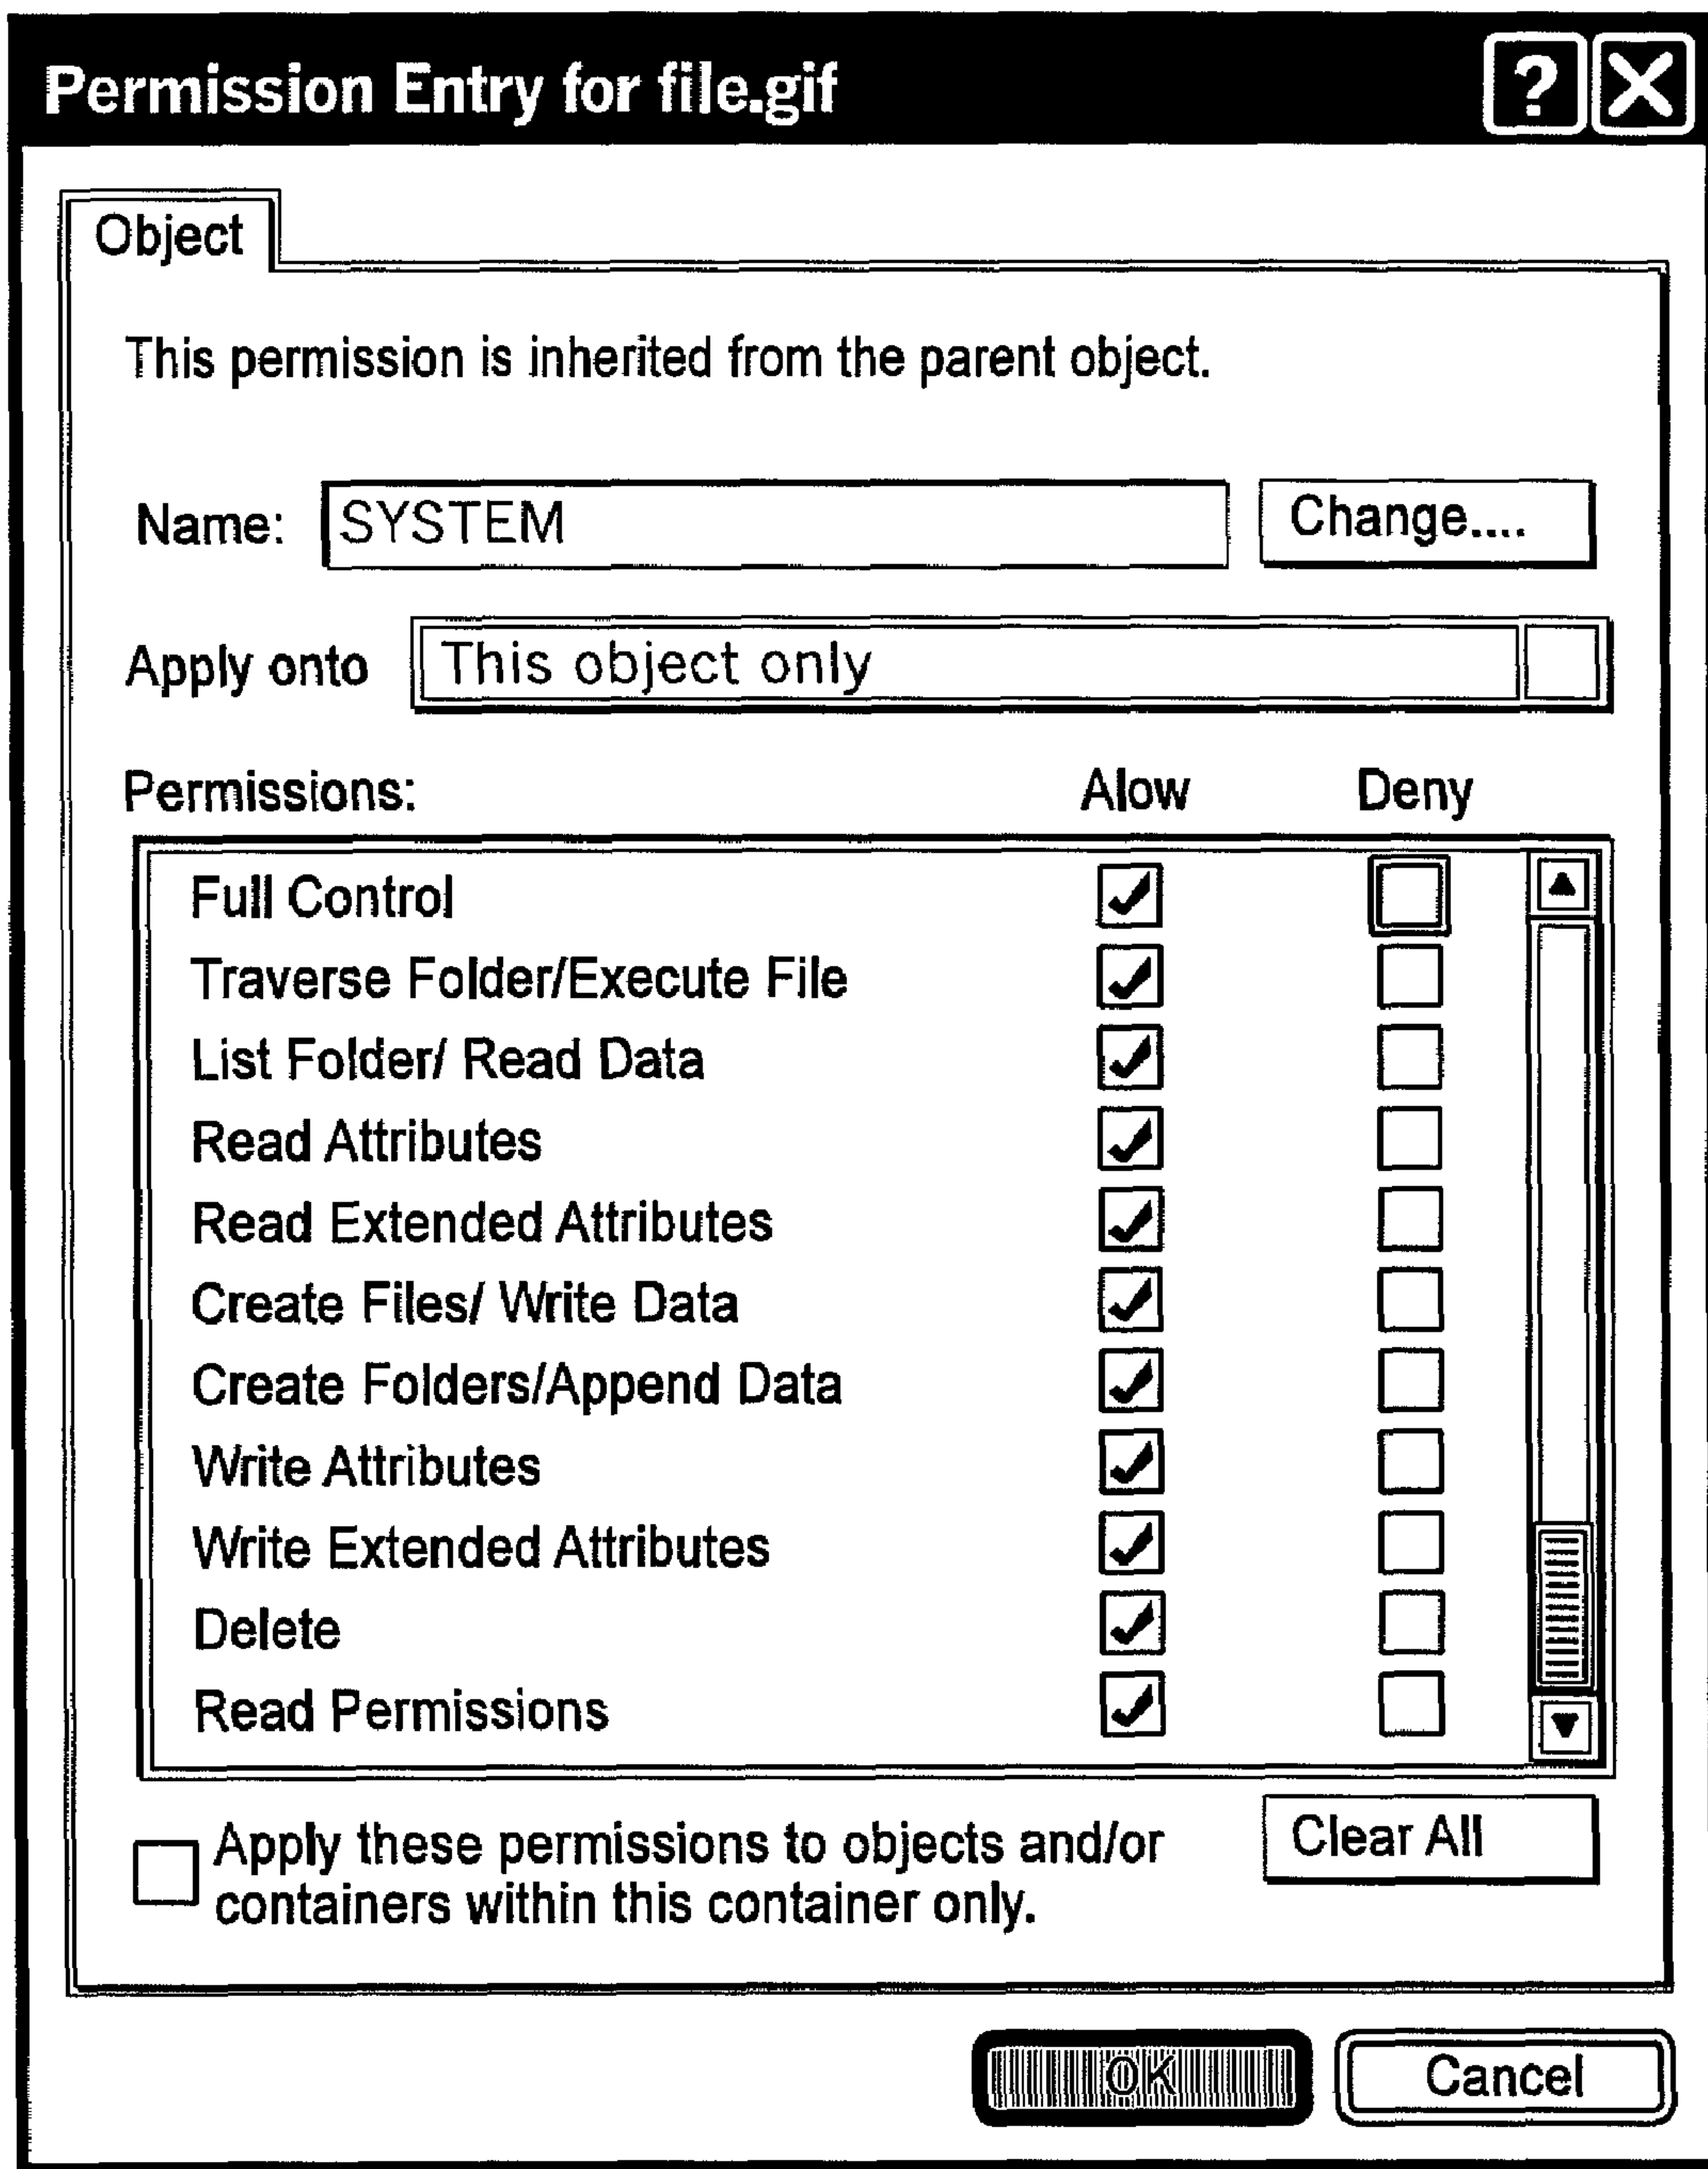 Permission Entry for file.gif
?
X
Object
This permission is inherited from the parent object.
Name: SYSTEM Change....
Apply onto This object only
Permissions: Alow Deny
Full Control
Traverse Folder/Execute File
List Folder/ Read Data
Read Attributes
Read Extended Attributes
Create Files/ Write Data
Create Folders/Append Data
Write Attributes
Write Extended Attributes
Delete
Read Permissions
Apply these permissions to objects and/or
containers within this container only.
Clear All
OK Cancel